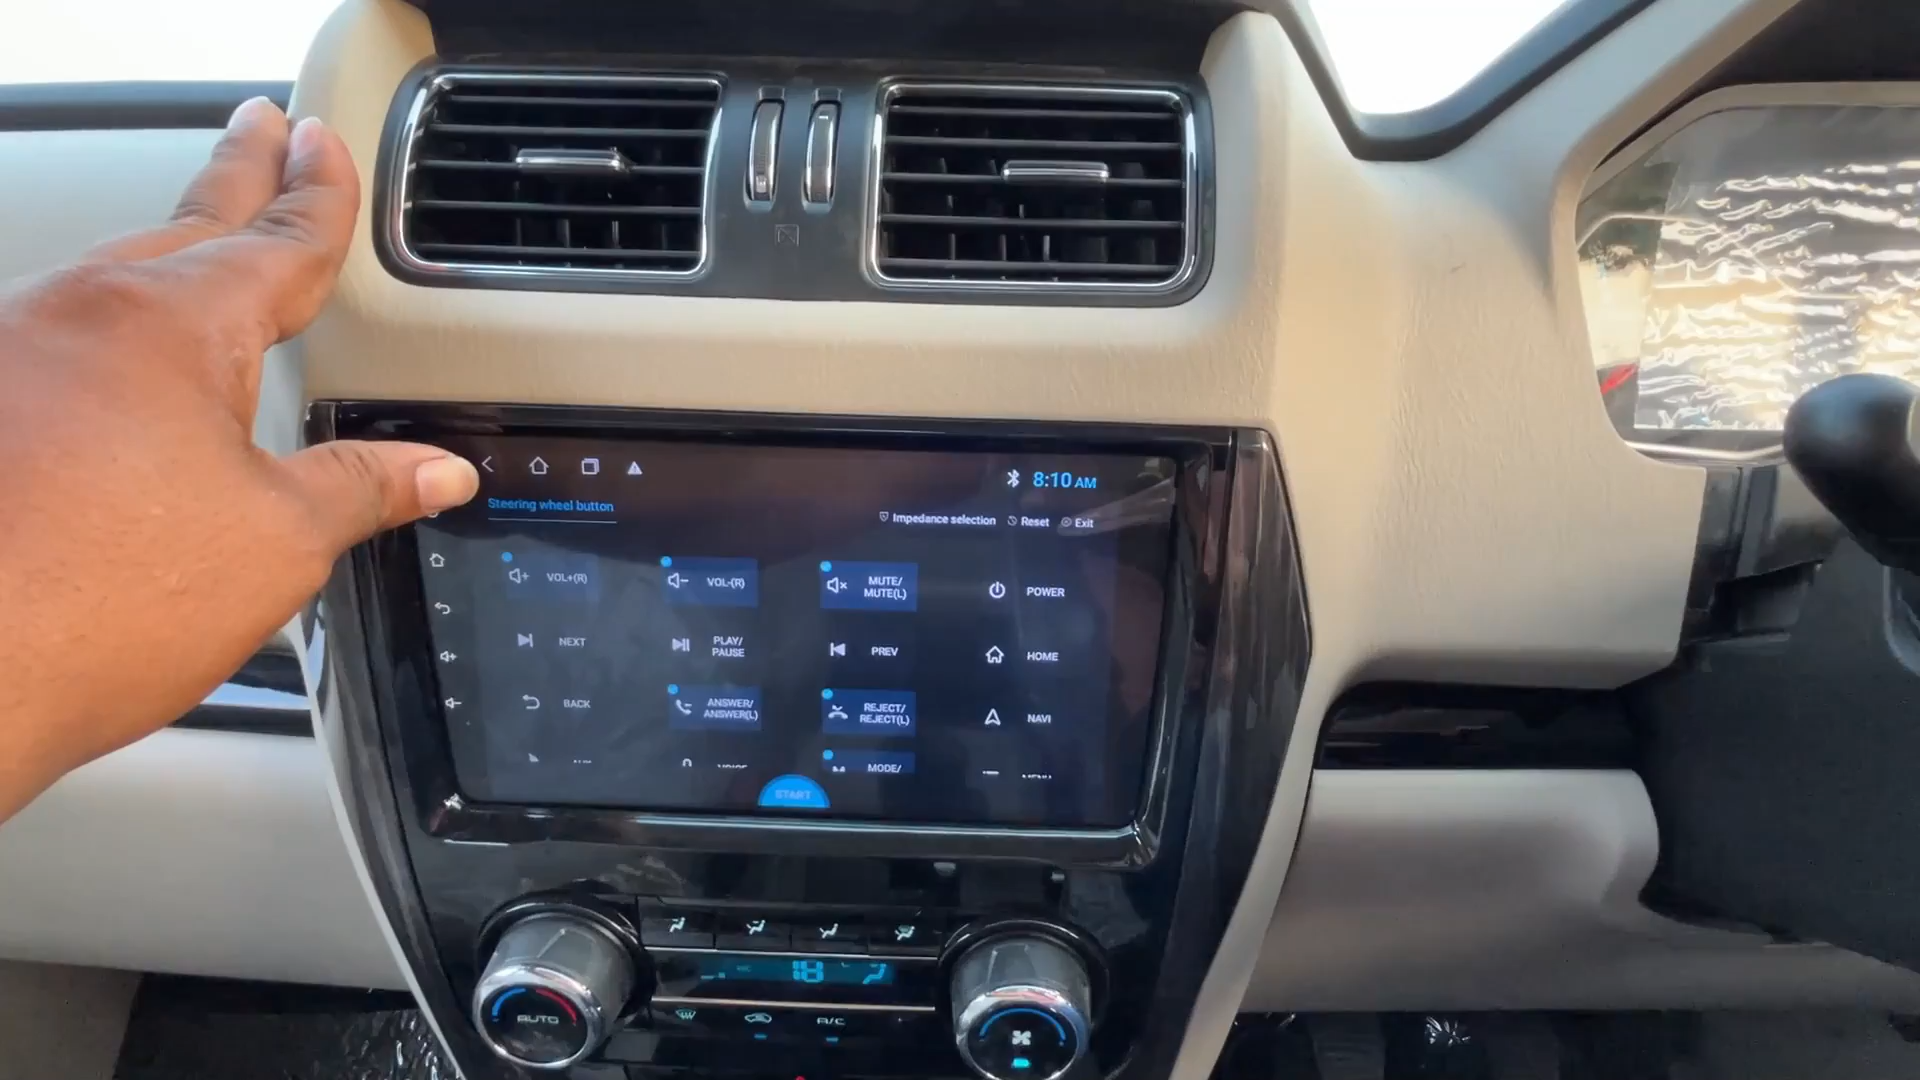 8:10 AM
Steering wheel button
Impedance selection Reset Exit
VOL+(R) VOL-(R) MUTE/ MUTE(L) POWER
NEXT PLAY/ PAUSE PREV HOME
BACK ANSWER/ ANSWER(L) REJECT/ REJECT(L) NAVI
MODE/
START
18
AUTO A/C